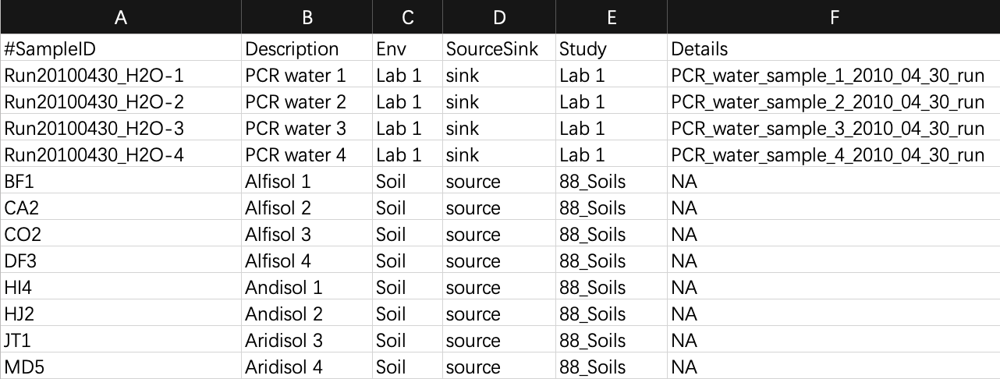 A B C D E F
#SampleID Description Env SourceSink Study Details
Run20100430_H2O-1 PCR water 1 Lab 1 sink Lab 1 PCR_water_sample_1_2010_04_30_run
Run20100430_H2O-2 PCR water 2 Lab 1 sink Lab 1 PCR_water_sample_2_2010_04_30_run
Run20100430_H2O-3 PCR water 3 Lab 1 sink Lab 1 PCR_water_sample_3_2010_04_30_run
Run20100430_H2O-4 PCR water 4 Lab 1 sink Lab 1 PCR_water_sample_4_2010_04_30_run
BF1 Alfisol 1 Soil source 88_Soils NA
CA2 Alfisol 2 Soil source 88_Soils NA
CO2 Alfisol 3 Soil source 88_Soils NA
DF3 Alfisol 4 Soil source 88_Soils NA
HI4 Andisol 1 Soil source 88_Soils NA
HJ2 Andisol 2 Soil source 88_Soils NA
JT1 Aridisol 3 Soil source 88_Soils NA
MD5 Aridisol 4 Soil source 88_Soils NA